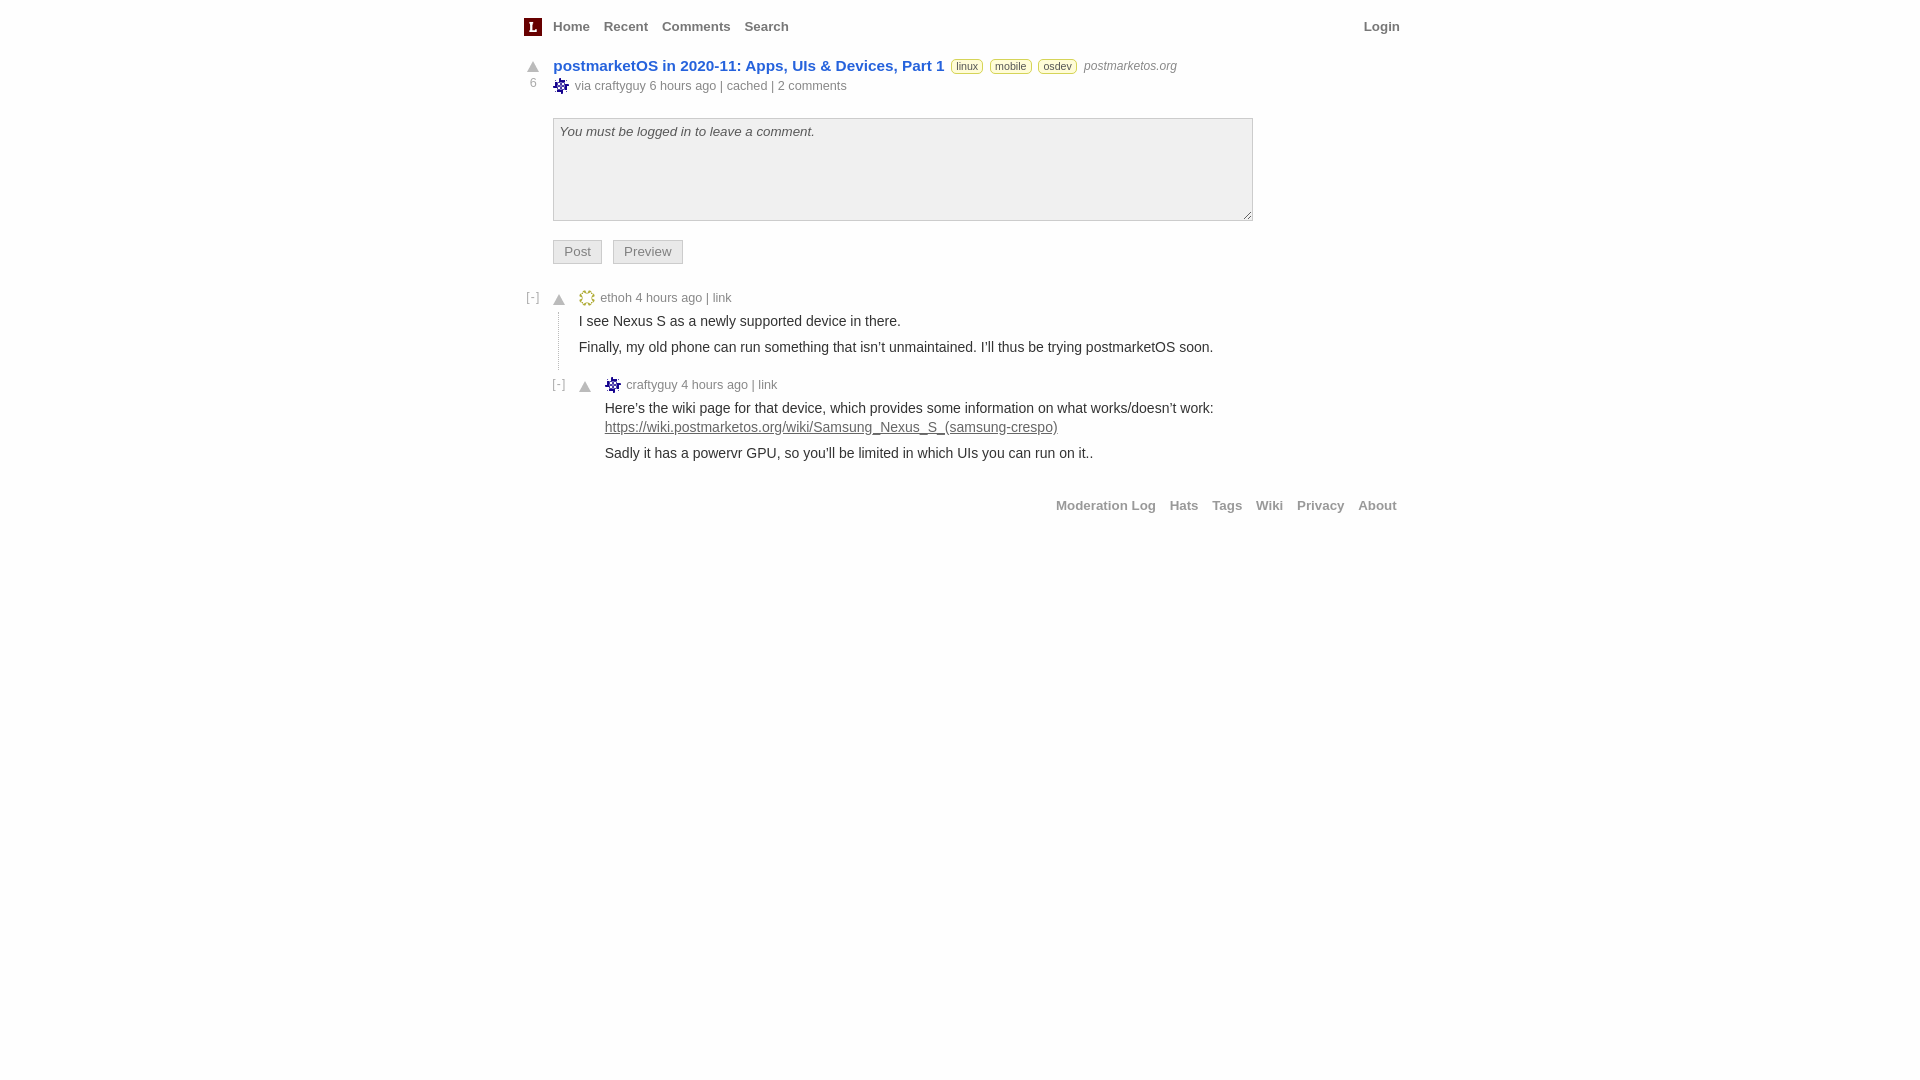 L Home Recent Comments Search Login
postmarketOS in 2020-11: Apps, UIs & Devices, Part 1 linux mobile osdev postmarketos.org
6
via craftyguy 6 hours ago | cached | 2 comments
You must be logged in to leave a comment.
Post Preview
[-] ethoh 4 hours ago | link
I see Nexus S as a newly supported device in there.
Finally, my old phone can run something that isn’t unmaintained. I’ll thus be trying postmarketOS soon.
[-] craftyguy 4 hours ago | link
Here’s the wiki page for that device, which provides some information on what works/doesn’t work:
https://wiki.postmarketos.org/wiki/Samsung_Nexus_S_(samsung-crespo)
Sadly it has a powervr GPU, so you’ll be limited in which UIs you can run on it..
Moderation Log Hats Tags Wiki Privacy About